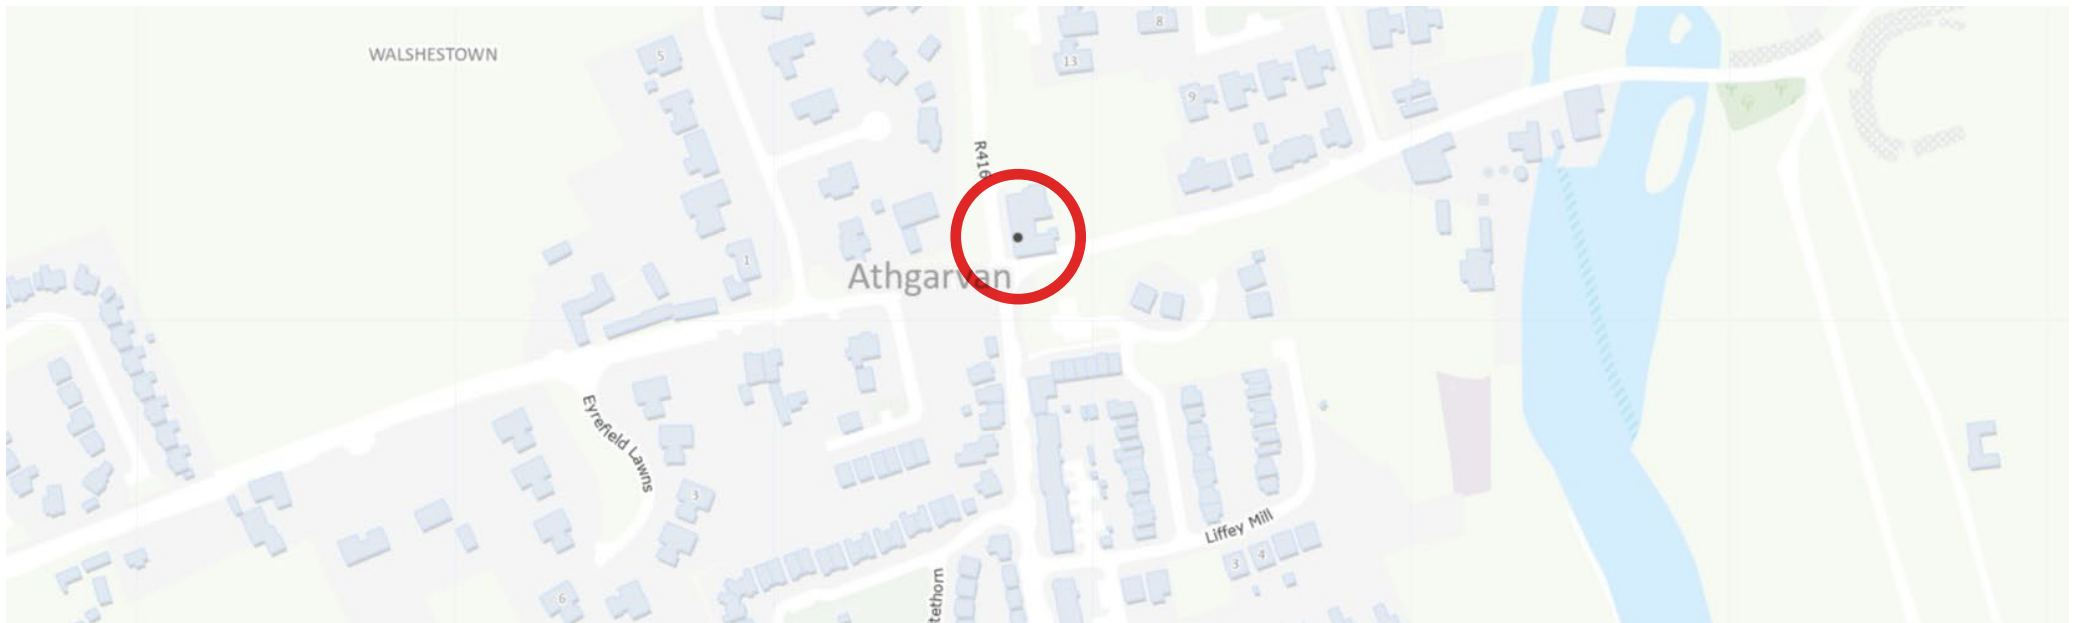 WALSHESTOWN
5
8
13
9
R416
1
Athgarvan
Eyrefield Lawns
3
Liffey Mill
3
4
6
tethorn